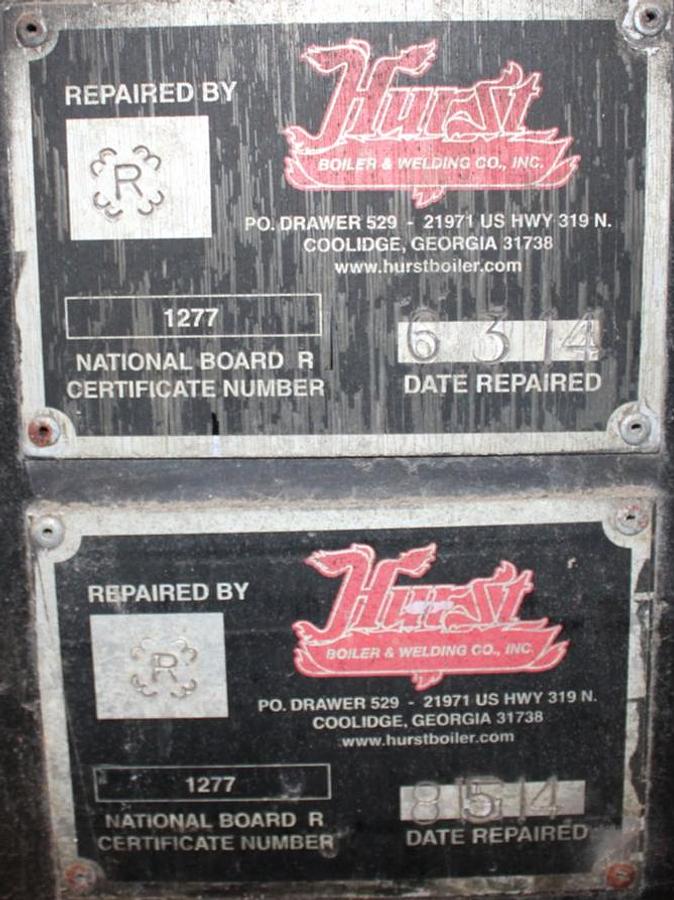 REPAIRED BY
R
Hurst
BOILER & WELDING CO., INC.
PO. DRAWER 529 - 21971 US HWY 319 N.
COOLIDGE, GEORGIA 31738
www.hurstboiler.com
1277
NATIONAL BOARD R
CERTIFICATE NUMBER
6 3 14
DATE REPAIRED
REPAIRED BY
R
Hurst
BOILER & WELDING CO., INC.
PO. DRAWER 529 - 21971 US HWY 319 N.
COOLIDGE, GEORGIA 31738
www.hurstboiler.com
1277
NATIONAL BOARD R
CERTIFICATE NUMBER
8 15 14
DATE REPAIRED